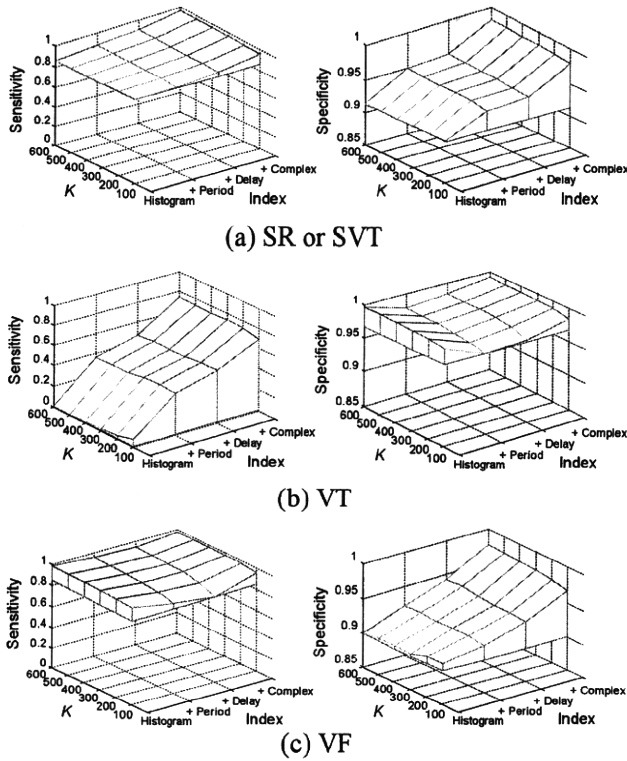 1
0.8
0.6
0.4
0.2
0
Sensitivity
600
500
400
300
200
100
K
Histogram
+ Period
+ Delay
+ Complex
Index
1
0.95
0.9
0.85
Specificity
600
500
400
300
200
100
K
Histogram
+ Period
+ Delay
+ Complex
Index
(a) SR or SVT
1
0.8
0.6
0.4
0.2
0
Sensitivity
600
500
400
300
200
100
K
Histogram
+ Period
+ Delay
+ Complex
Index
1
0.95
0.9
0.85
Specificity
600
500
400
300
200
100
K
Histogram
+ Period
+ Delay
+ Complex
Index
(b) VT
1
0.8
0.6
0.4
0.2
0
Sensitivity
600
500
400
300
200
100
K
Histogram
+ Period
+ Delay
+ Complex
Index
1
0.95
0.9
0.85
Specificity
600
500
400
300
200
100
K
Histogram
+ Period
+ Delay
+ Complex
Index
(c) VF